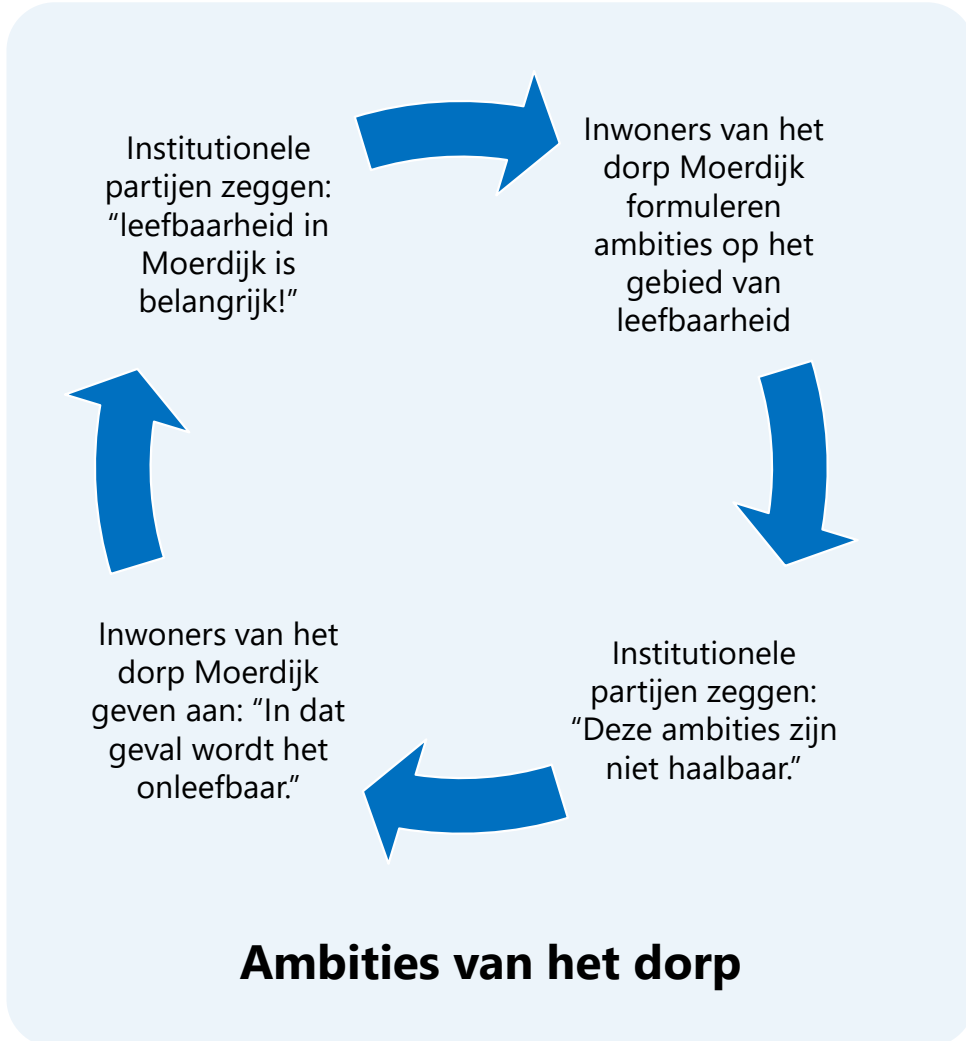 Institutionele
partijen zeggen:
“leefbaarheid in
Moerdijk is
belangrijk!”
Inwoners van het
dorp Moerdijk
formuleren
ambities op het
gebied van
leefbaarheid
Institutionele
partijen zeggen:
“Deze ambities zijn
niet haalbaar.”
Inwoners van het
dorp Moerdijk
geven aan: “In dat
geval wordt het
onleefbaar.”
Ambities van het dorp